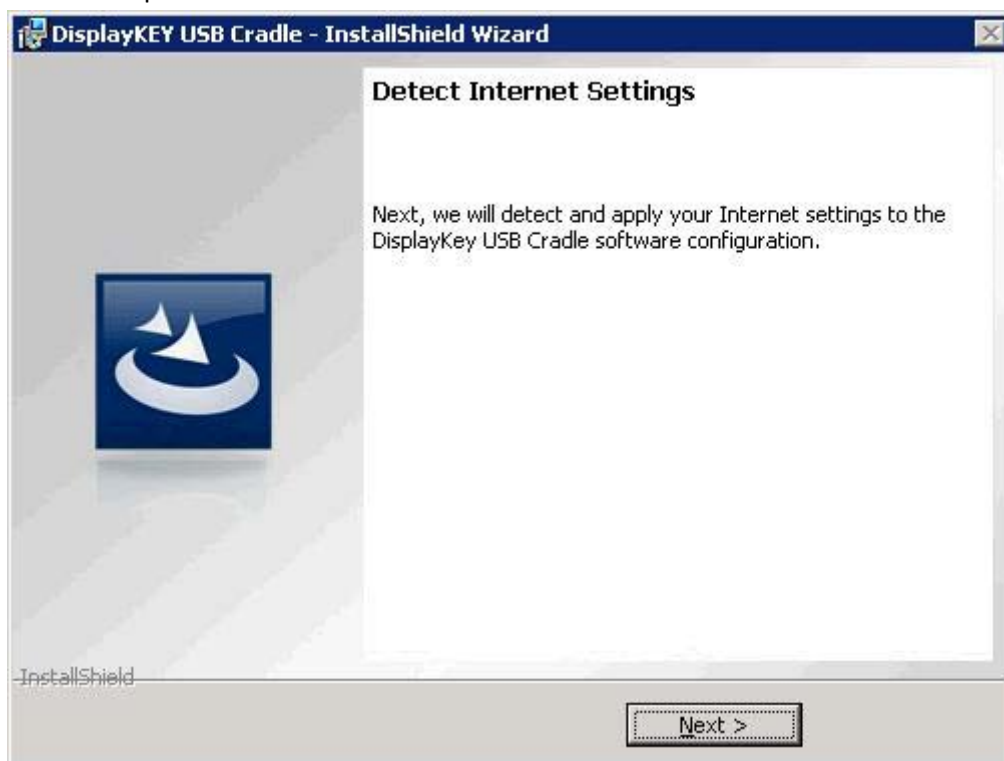 DisplayKEY USB Cradle - InstallShield Wizard
Detect Internet Settings
Next, we will detect and apply your Internet settings to the
DisplayKey USB Cradle software configuration.
InstallShield
Next >